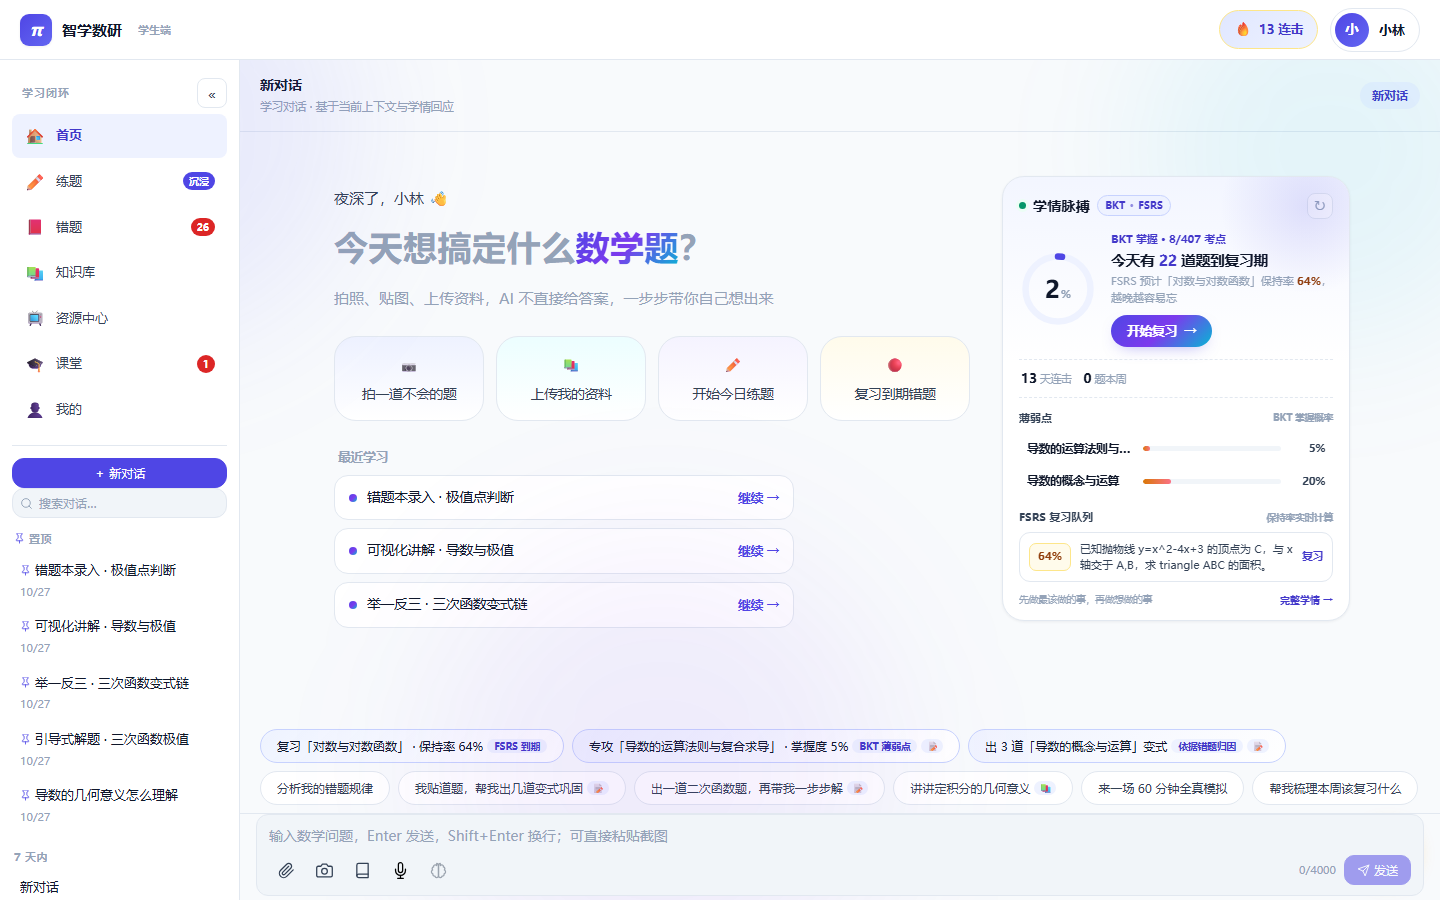 π 智学数研 学生端
13 连击
小 小林
学习闭环
«
首页
练题 沉浸
错题 26
知识库
资源中心
课堂 1
我的
+ 新对话
搜索对话...
置顶
错题本录入 · 极值点判断
10/27
可视化讲解 · 导数与极值
10/27
举一反三 · 三次函数变式链
10/27
引导式解题 · 三次函数极值
10/27
导数的几何意义怎么理解
10/27
7 天内
新对话
新对话
学习对话 · 基于当前上下文与学情回应
新对话
夜深了，小林
今天想搞定什么数学题？
拍照、贴图、上传资料，AI 不直接给答案，一步步带你自己想出来
拍一道不会的题
上传我的资料
开始今日练题
复习到期错题
最近学习
错题本录入 · 极值点判断 继续 →
可视化讲解 · 导数与极值 继续 →
举一反三 · 三次函数变式链 继续 →
学情脉搏 BKT • FSRS ↻
2%
BKT 掌握 • 8/407 考点
今天有 22 道题到复习期
FSRS 预计「对数与对数函数」保持率 64%，
越晚越容易忘
开始复习 →
13 天连击 0 题本周
薄弱点 BKT 掌握概率
导数的运算法则与... 5%
导数的概念与运算 20%
FSRS 复习队列 保持率实时计算
64% 已知抛物线 y=x^2-4x+3 的顶点为 C，与 x
轴交于 A,B，求 triangle ABC 的面积。
复习
先做最该做的事，再做想做的事 完整学情 →
复习「对数与对数函数」 · 保持率 64% FSRS 到期
专攻「导数的运算法则与复合求导」 · 掌握度 5% BKT 薄弱点
出 3 道「导数的概念与运算」变式 依据错题归因
分析我的错题规律
我贴道题，帮我出几道变式巩固
出一道二次函数题，再带我一步步解
讲讲定积分的几何意义
来一场 60 分钟全真模拟
帮我梳理本周该复习什么
输入数学问题，Enter 发送，Shift+Enter 换行；可直接粘贴截图
0/4000 发送